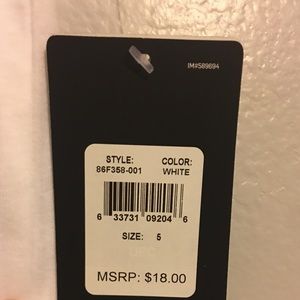 IM#589694
STYLE: COLOR:
86F358-001 WHITE
6 33731 09204 6
SIZE: 5
MSRP: $18.00